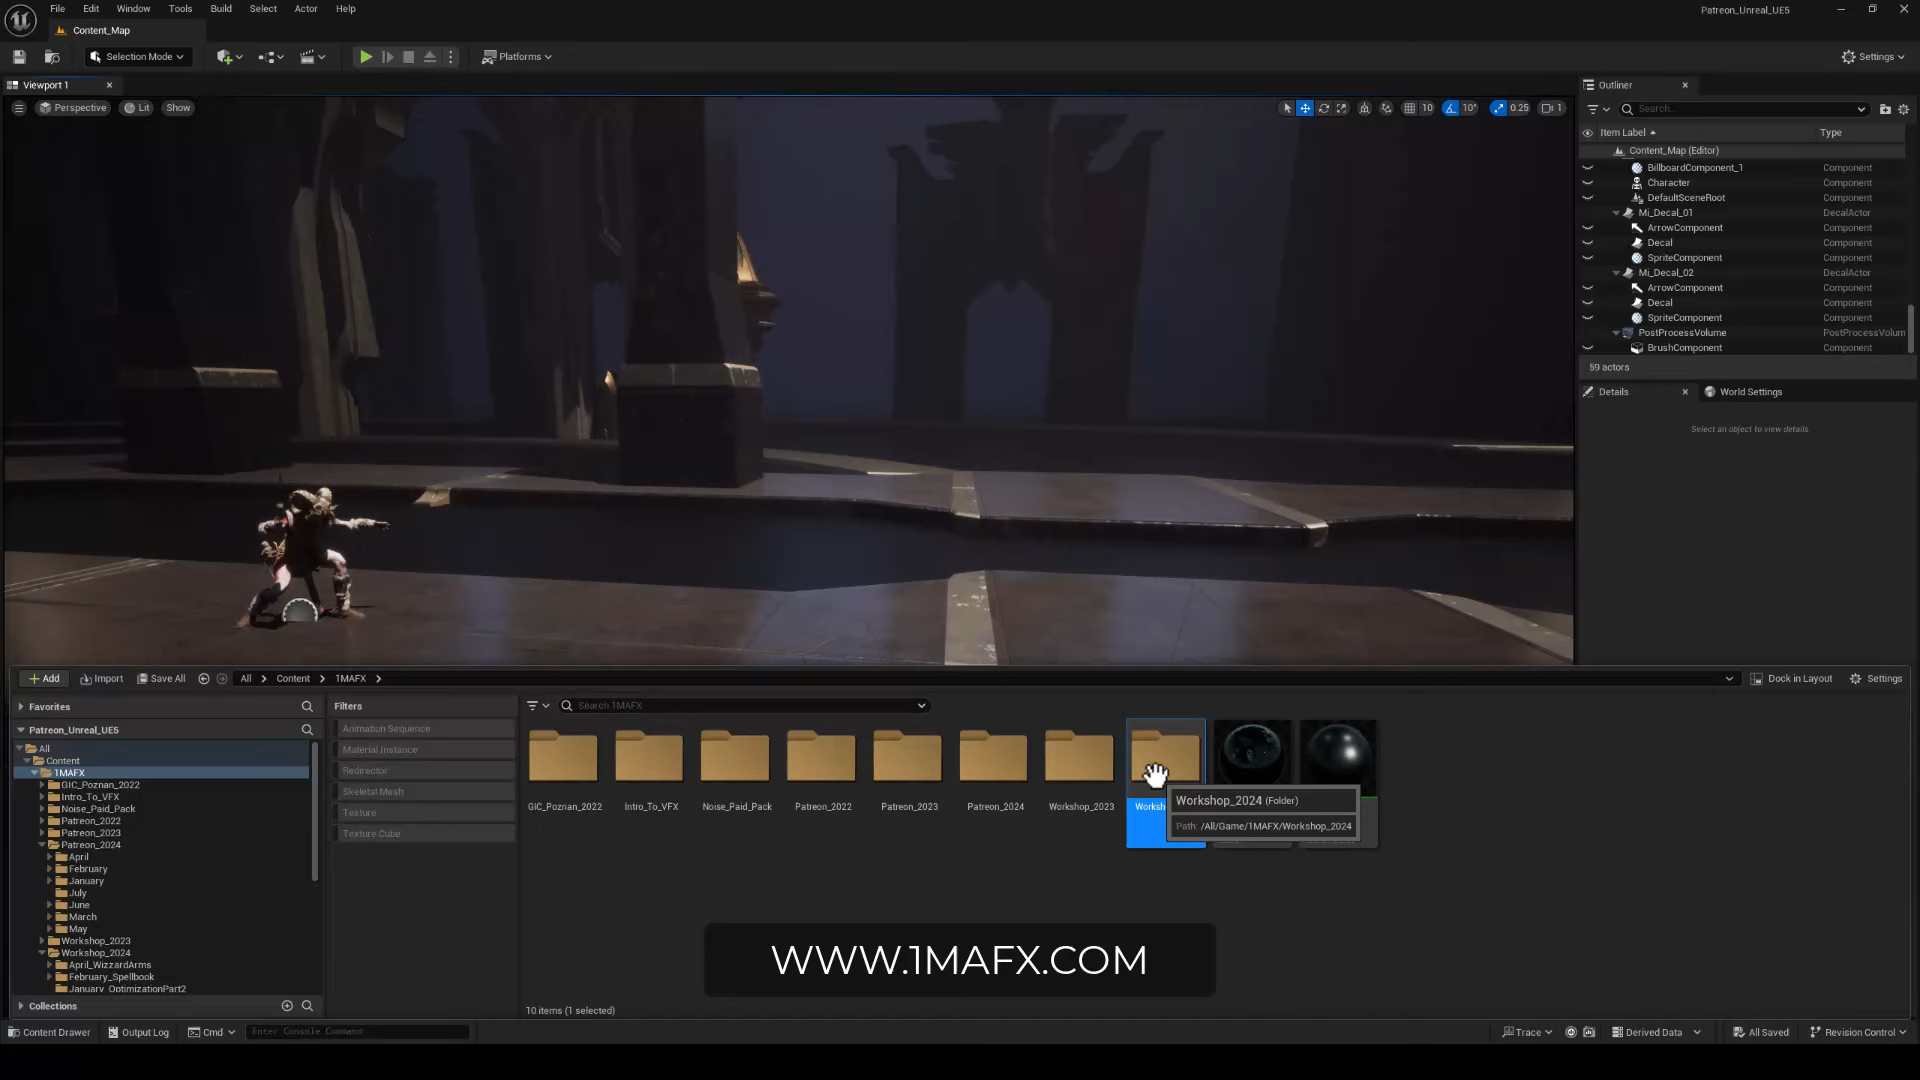 File Edit Window Tools Build Select Actor Help
Patreon_Unreal_UE5
Content_Map
Selection Mode
Platforms
Settings
Viewport 1
Perspective Lit Show
10 10° 0.25 1
Outliner
Search...
Item Label Type
Content_Map (Editor)
BillboardComponent_1 Component
Character Component
DefaultSceneRoot Component
Mi_Decal_01 DecalActor
ArrowComponent Component
Decal Component
SpriteComponent Component
Mi_Decal_02 DecalActor
ArrowComponent Component
Decal Component
SpriteComponent Component
PostProcessVolume PostProcessVolum
BrushComponent Component
59 actors
Details World Settings
Select an object to view details.
Add Import Save All All Content 1MAFX Dock in Layout Settings
Favorites
Patreon_Unreal_UE5
All
Content
1MAFX
GIC_Poznan_2022
Intro_To_VFX
Noise_Paid_Pack
Patreon_2022
Patreon_2023
Patreon_2024
April
February
January
July
June
March
May
Workshop_2023
Workshop_2024
April_WizzardArms
February_Spellbook
January_OptimizationPart2
Collections
Filters
Animation Sequence
Material Instance
Redirector
Skeletal Mesh
Texture
Texture Cube
Search 1MAFX
GIC_Poznan_2022 Intro_To_VFX Noise_Paid_Pack Patreon_2022 Patreon_2023 Patreon_2024 Workshop_2023 Worksh
Workshop_2024 (Folder)
Path: /All/Game/1MAFX/Workshop_2024
WWW.1MAFX.COM
10 items (1 selected)
Content Drawer Output Log Cmd Enter Console Command Trace Derived Data All Saved Revision Control